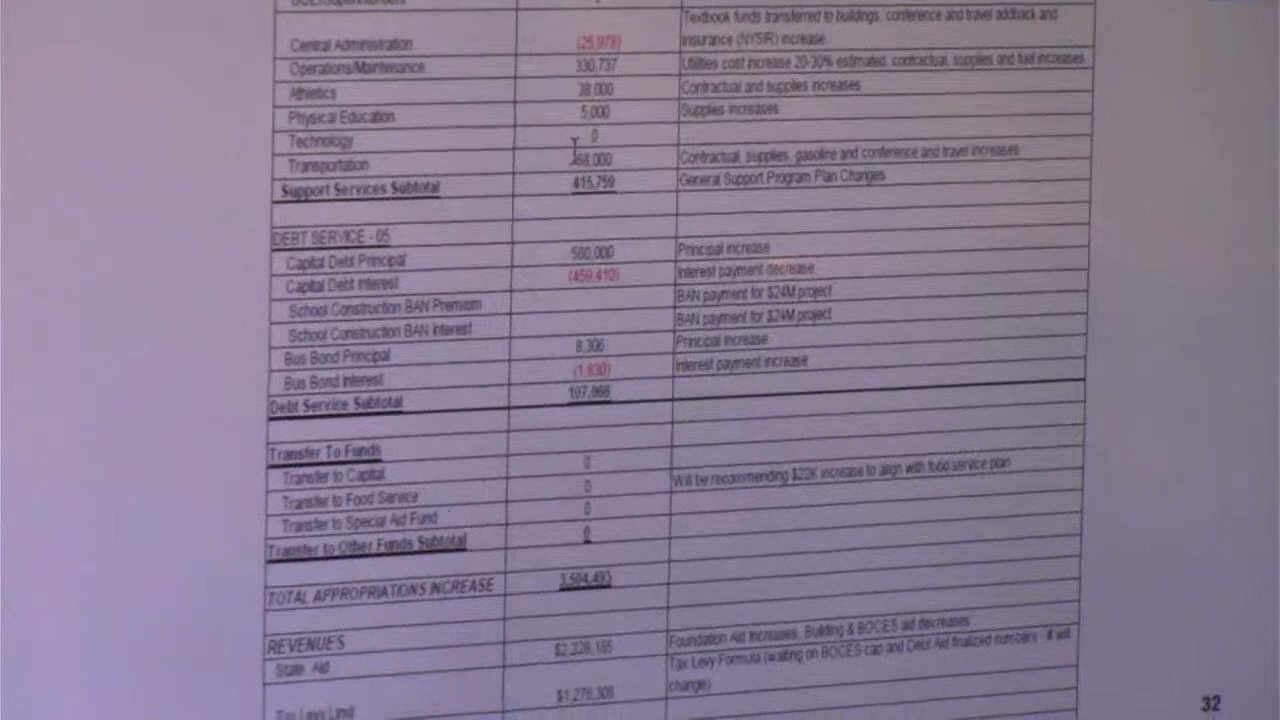 Textbook funds transferred to buildings, conference and travel addback and
Central Administration (25,978) insurance (NYSIR) increase.
Operations/Maintenance 330,737 Utilities cost increase 20-30% estimated, contractual, supplies and fuel increases
Athletics 38,000 Contractual and supplies increases
Physical Education 5,000 Supplies increases
Technology 0
Transportation 68,000 Contractual, supplies, gasoline and conference and travel increases
Support Services Subtotal 415,759 General Support Program Plan Changes
DEBT SERVICE - 05
Capital Debt Principal 560,000 Principal increase
Capital Debt Interest (459,410) Interest payment decrease
School Construction BAN Premium BAN payment for $24M project
School Construction BAN Interest BAN payment for $24M project
Bus Bond Principal 8,306 Principal increase
Bus Bond Interest (1,830) Interest payment increase
Debt Service Subtotal 107,066
Transfer To Funds
Transfer to Capital 0
Transfer to Food Service 0 Will be recommending $22K increase to align with food service plan
Transfer to Special Aid Fund 0
Transfer to Other Funds Subtotal 0
TOTAL APPROPRIATIONS INCREASE 3,504,493
REVENUES
State Aid $2,228,185 Foundation Aid Increases, Building & BOCES aid decreases
Tax Levy Formula (waiting on BOCES cap and Debt Aid finalized numbers - # will
Tax Levy Limit $1,276,308 change)
32